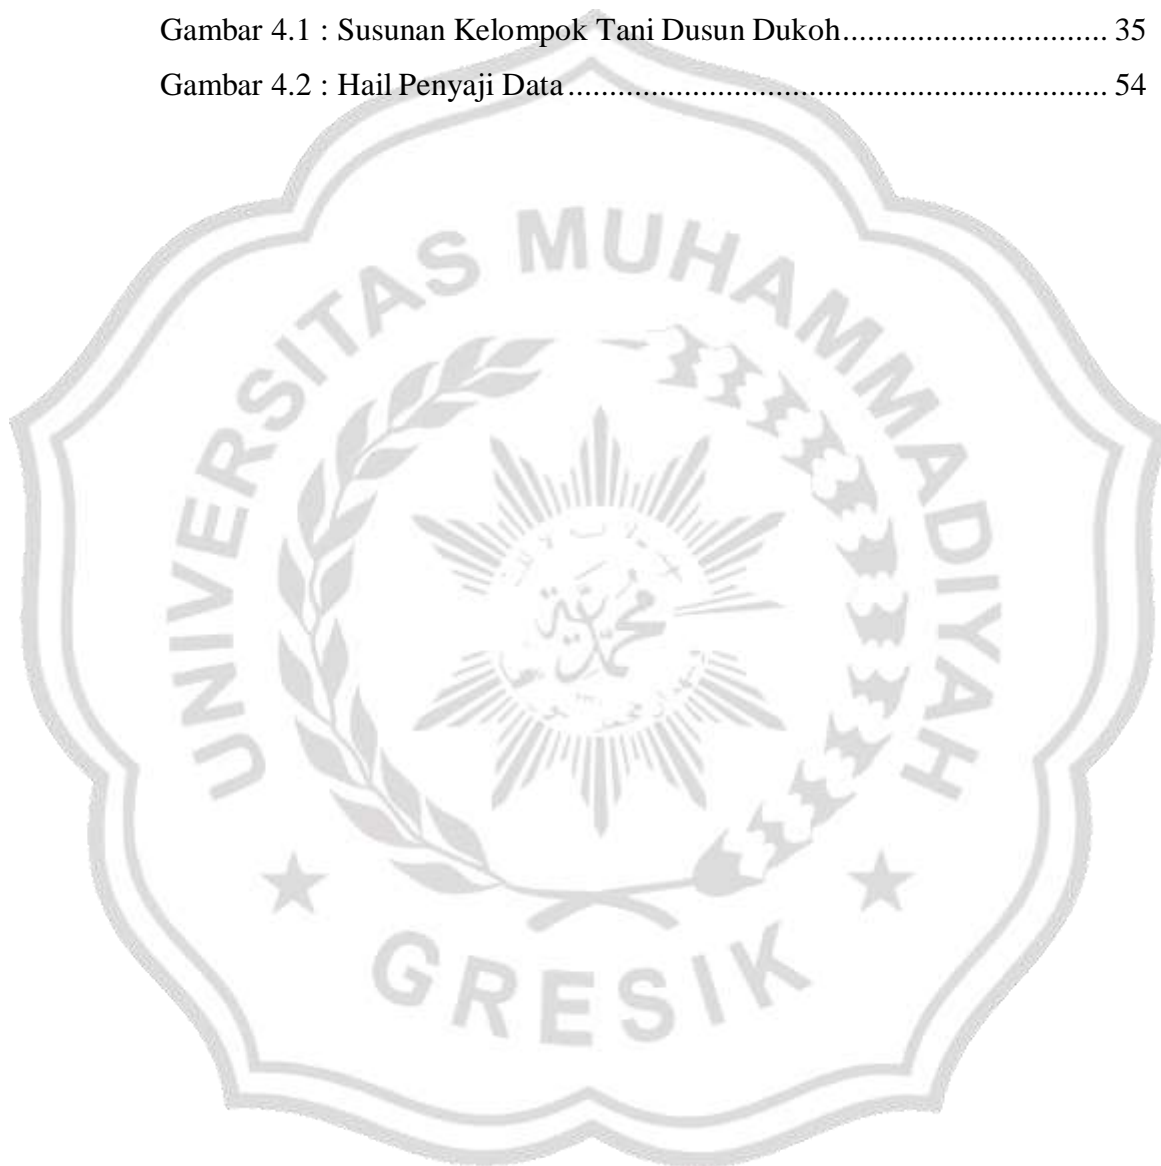 Gambar 4.1 : Susunan Kelompok Tani Dusun Dukoh................................ 35
Gambar 4.2 : Hail Penyaji Data................................................................. 54
UNIVERSITAS MUHAMMADIYAH
محمد
GRESIK